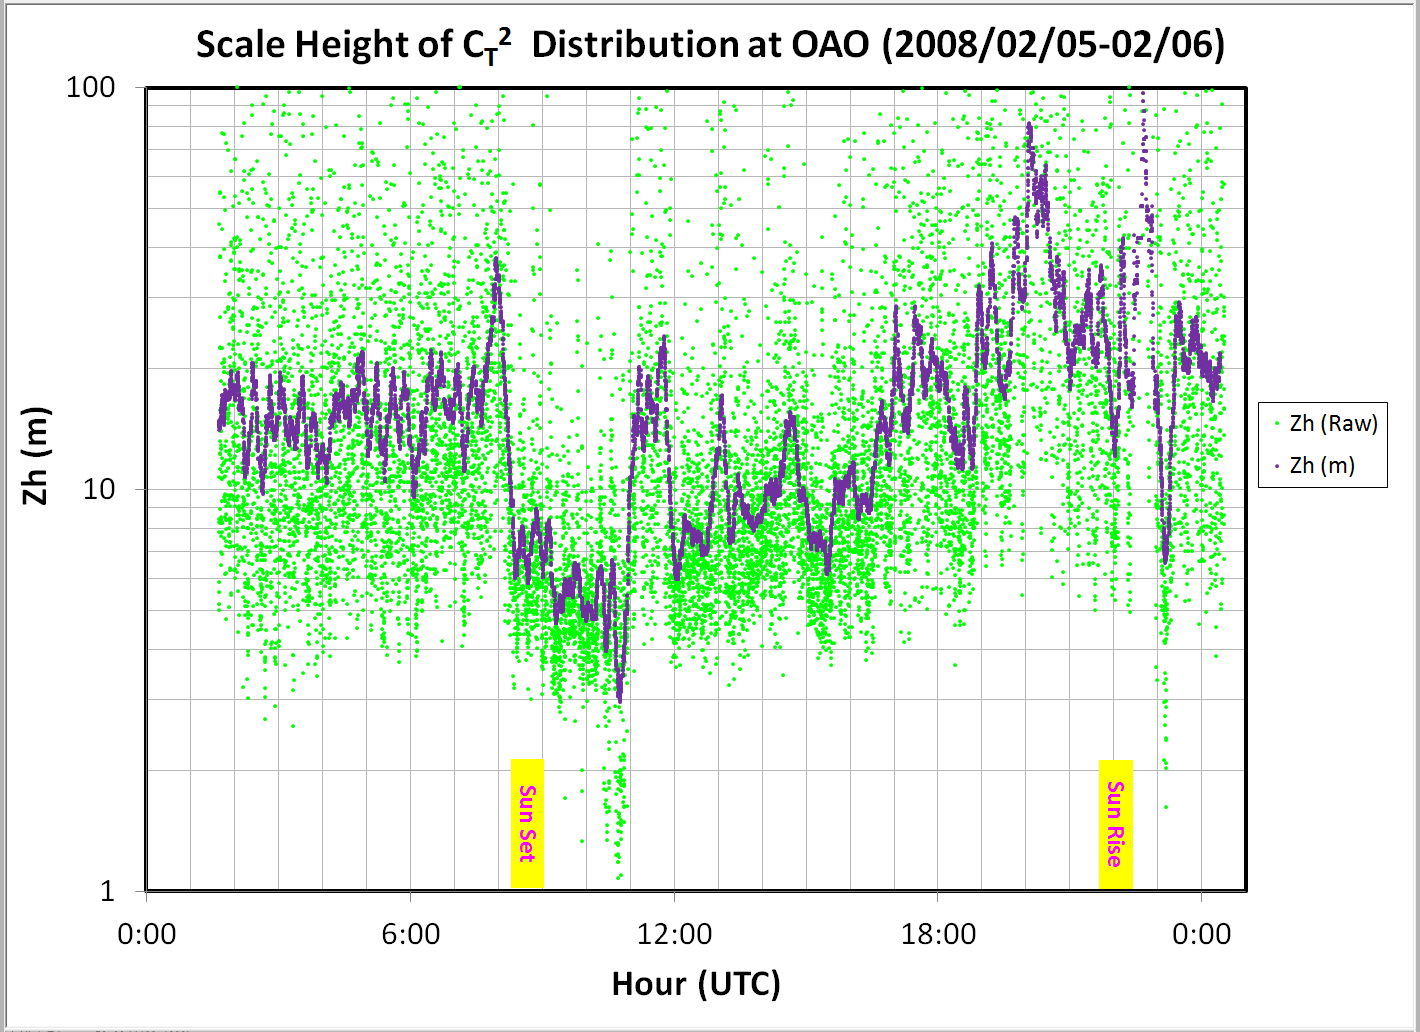 Scale Height of C_T² Distribution at OAO (2008/02/05-02/06)
100
10
1
Zh (m)
Zh (Raw)
Zh (m)
Sun Set
Sun Rise
0:00 6:00 12:00 18:00 0:00
Hour (UTC)